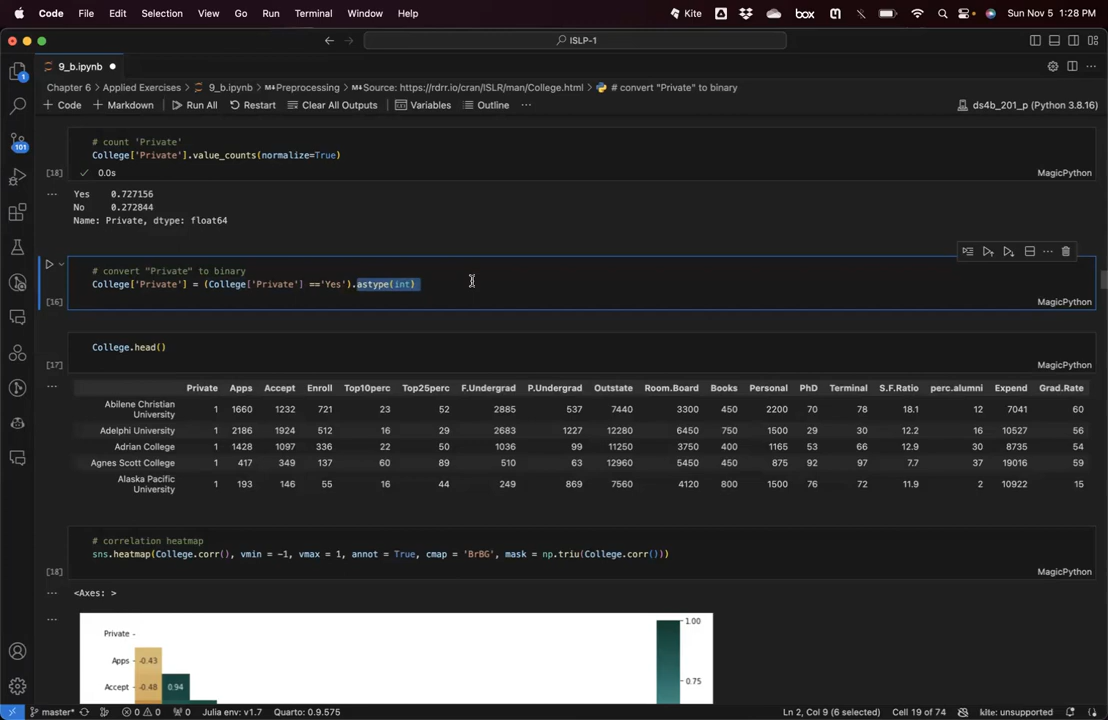 Code File Edit Selection View Go Run Terminal Window Help Kite box Sun Nov 5 1:28 PM
ISLP-1
9_b.ipynb
Chapter 6 > Applied Exercises > 9_b.ipynb > M↓Preprocessing > M↓Source: https://rdrr.io/cran/ISLR/man/College.html > # convert "Private" to binary
+ Code + Markdown Run All Restart Clear All Outputs Variables Outline ... ds4b_201_p (Python 3.8.16)
# count 'Private'
College['Private'].value_counts(normalize=True)
[18] ✓ 0.0s MagicPython
... Yes 0.727156
No 0.272844
Name: Private, dtype: float64
# convert "Private" to binary
College['Private'] = (College['Private'] =='Yes').astype(int)
[16] MagicPython
College.head()
[17] MagicPython
... Private Apps Accept Enroll Top10perc Top25perc F.Undergrad P.Undergrad Outstate Room.Board Books Personal PhD Terminal S.F.Ratio perc.alumni Expend Grad.Rate
Abilene Christian
University 1 1660 1232 721 23 52 2885 537 7440 3300 450 2200 70 78 18.1 12 7041 60
Adelphi University 1 2186 1924 512 16 29 2683 1227 12280 6450 750 1500 29 30 12.2 16 10527 56
Adrian College 1 1428 1097 336 22 50 1036 99 11250 3750 400 1165 53 66 12.9 30 8735 54
Agnes Scott College 1 417 349 137 60 89 510 63 12960 5450 450 875 92 97 7.7 37 19016 59
Alaska Pacific
University 1 193 146 55 16 44 249 869 7560 4120 800 1500 76 72 11.9 2 10922 15
# correlation heatmap
sns.heatmap(College.corr(), vmin = -1, vmax = 1, annot = True, cmap = 'BrBG', mask = np.triu(College.corr()))
[18] MagicPython
... <Axes: >
...
Private - 1.00
Apps -0.43
Accept -0.48 0.94 0.75
master* 0 0 0 Julia env: v1.7 Quarto: 0.9.575 Ln 2, Col 9 (6 selected) Cell 19 of 74 kite: unsupported
1
101